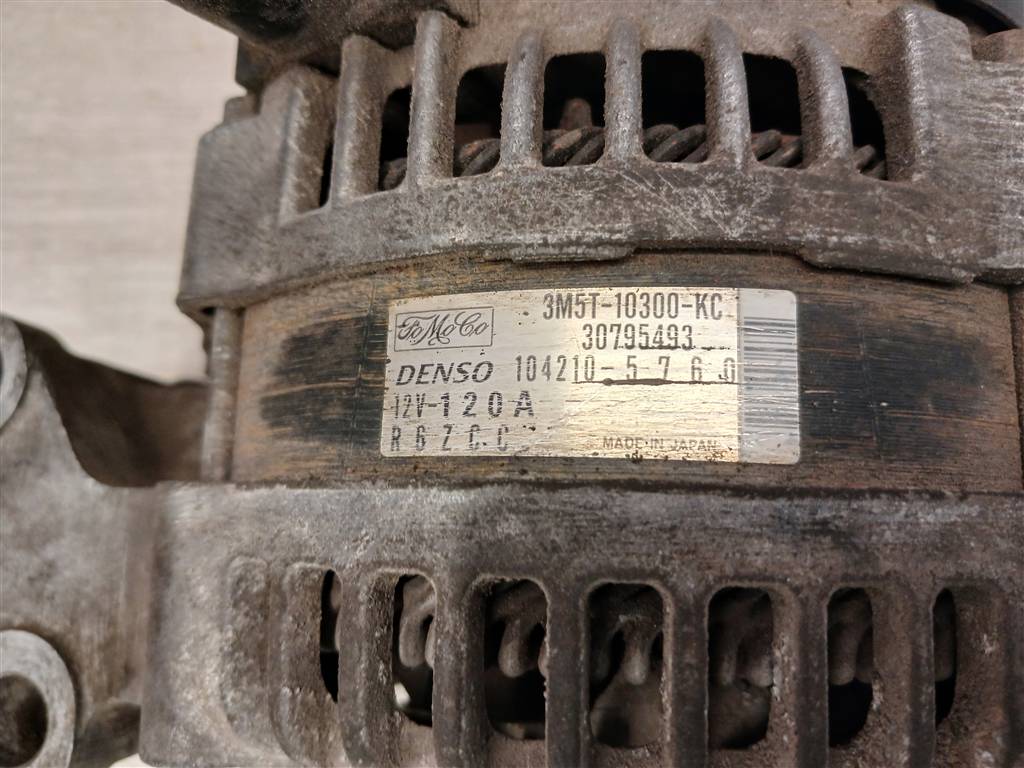 FoMoCo
3M5T-10300-KC
30795493
DENSO 104210-5760
12V-120A
R6ZCC
MADE IN JAPAN